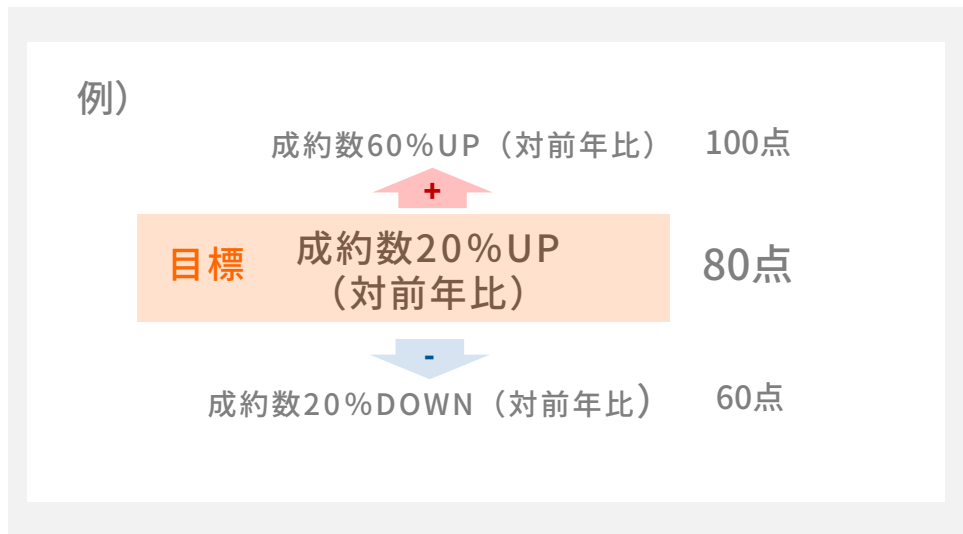 例）
成約数60％UP（対前年比） 100点
+
目標 成約数20％UP 80点
（対前年比）
-
成約数20％DOWN（対前年比） 60点